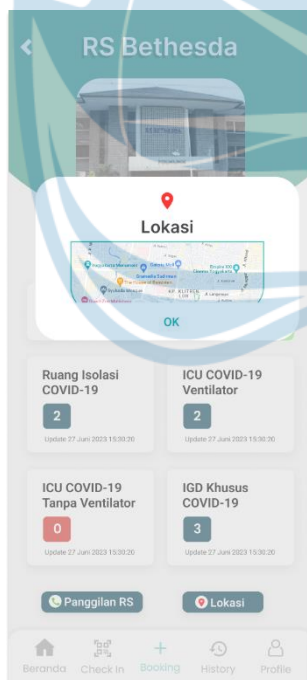 RS Bethesda
Lokasi
OK
Ruang Isolasi
COVID-19
ICU COVID-19
Ventilator
2
2
Update 27 Juni 2023 15:30:20
Update 27 Juni 2023 15:30:20
ICU COVID-19
Tanpa Ventilator
IGD Khusus
COVID-19
0
3
Update 27 Juni 2023 15:30:20
Update 27 Juni 2023 15:30:20
Panggilan RS
Lokasi
Beranda
Check In
Booking
History
Profile